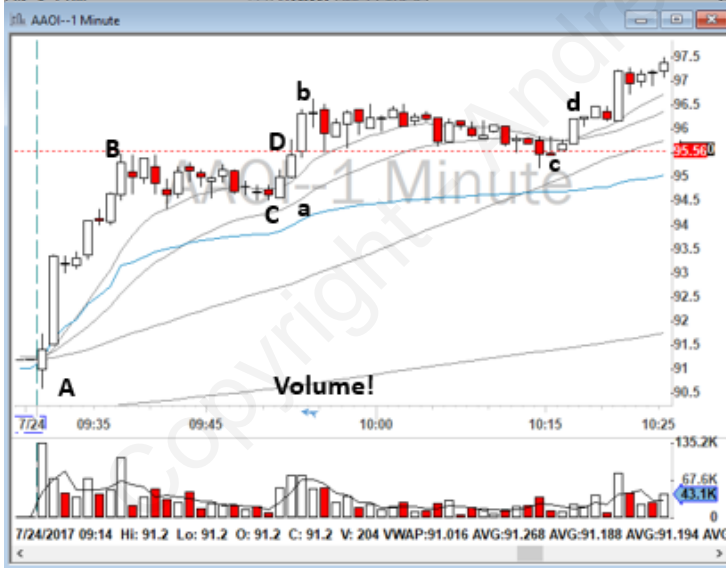 AAOI--1 Minute
97.5
97
96.5
96
95.560
95
94.5
94
93.5
93
92.5
92
91.5
91
90.5
b
d
B
D
AAOI--1 Minute
c
C
a
A
Volume!
Copyright - Andre
7/24 09:35 09:45 10:00 10:15 10:25
135.2K
67.6K
43.1K
0
7/24/2017 09:14 Hi: 91.2 Lo: 91.2 O: 91.2 C: 91.2 V: 204 VWAP:91.016 AVG:91.268 AVG:91.188 AVG:91.194 AVG